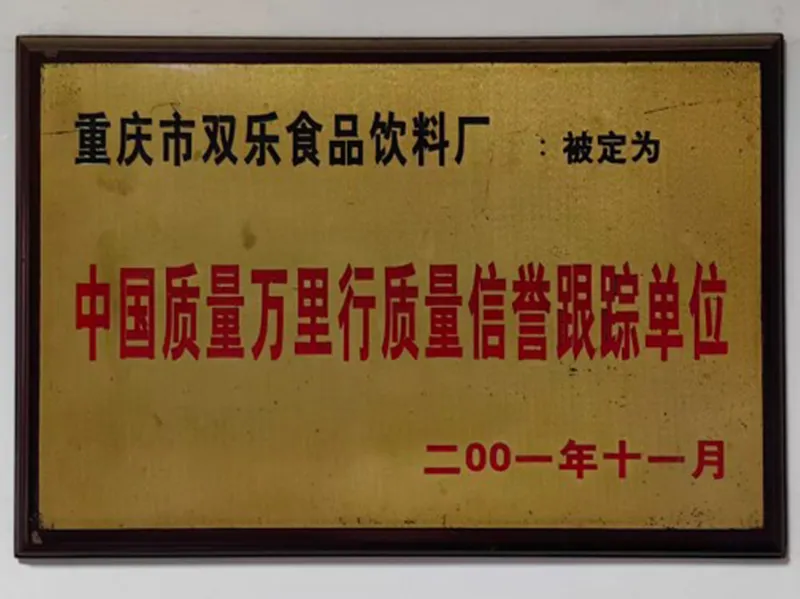 重庆市双乐食品饮料厂 : 被定为
中国质量万里行质量信誉跟踪单位
二00一年十一月